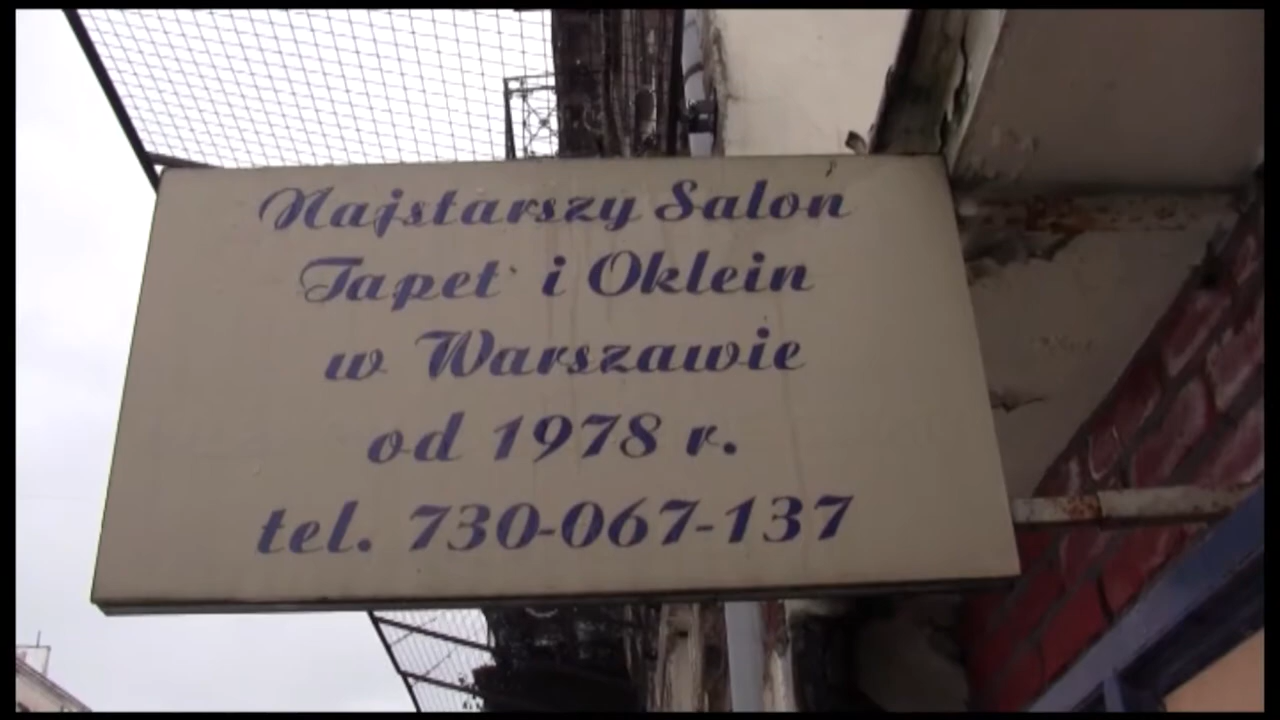 Najstarszy Salon
Tapet i Oklein
w Warszawie
od 1978 r.
tel. 730-067-137